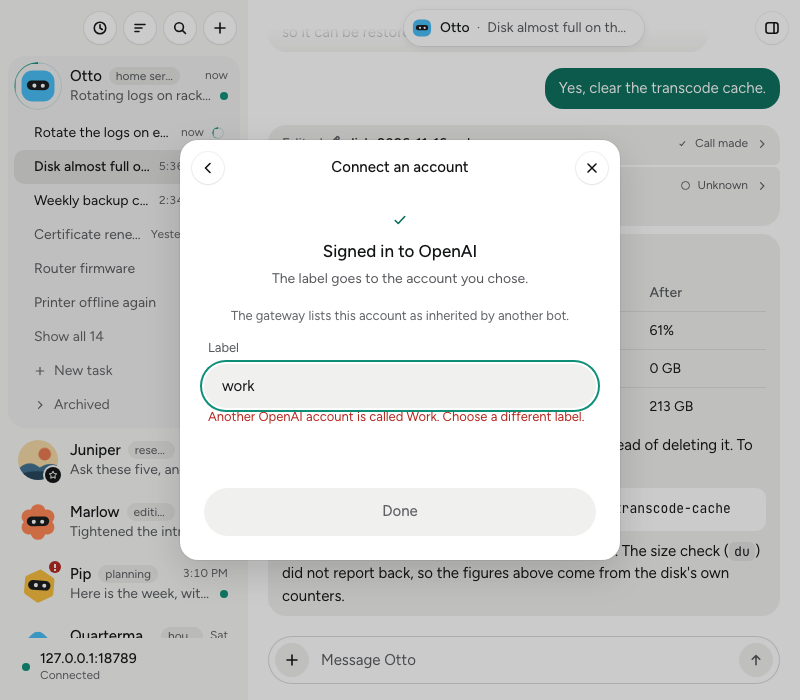 Otto home ser... now
Rotating logs on rack...
Rotate the logs on e... now
Disk almost full o... 5:36
Weekly backup c... 2:34
Certificate rene... Yeste
Router firmware
Printer offline again
Show all 14
New task
Archived
Juniper rese...
Ask these five, an
Marlow editi...
Tightened the intr
Pip planning 3:10 PM
Here is the week, wit...
Quarterma hou... Sat
127.0.0.1:18789
Connected
so it can be restor
Otto · Disk almost full on th...
Yes, clear the transcode cache.
Call made
Unknown
After
61%
0 GB
213 GB
ead of deleting it. To
transcode-cache
The size check ( du )
did not report back, so the figures above come from the disk's own
counters.
Message Otto
Connect an account
Signed in to OpenAI
The label goes to the account you chose.
The gateway lists this account as inherited by another bot.
Label
work
Another OpenAI account is called Work. Choose a different label.
Done